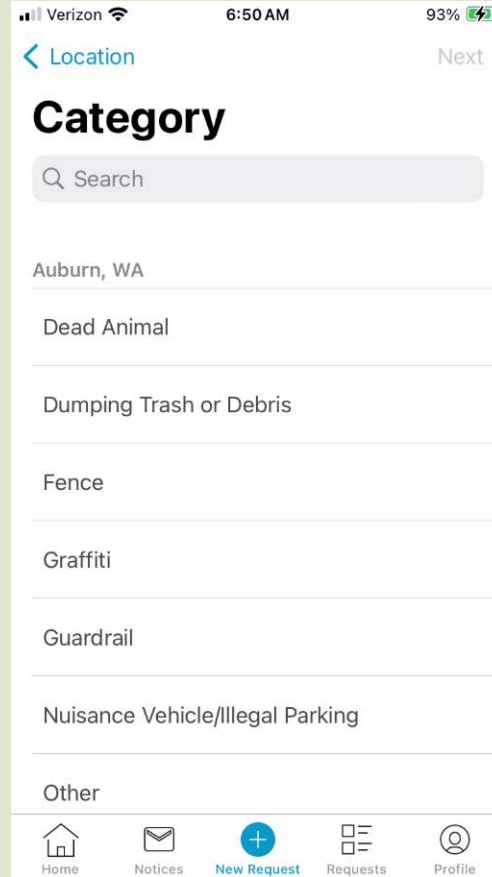 Verizon 6:50 AM 93%
Location Next
Category
Search
Auburn, WA
Dead Animal
Dumping Trash or Debris
Fence
Graffiti
Guardrail
Nuisance Vehicle/Illegal Parking
Other
Home Notices New Request Requests Profile